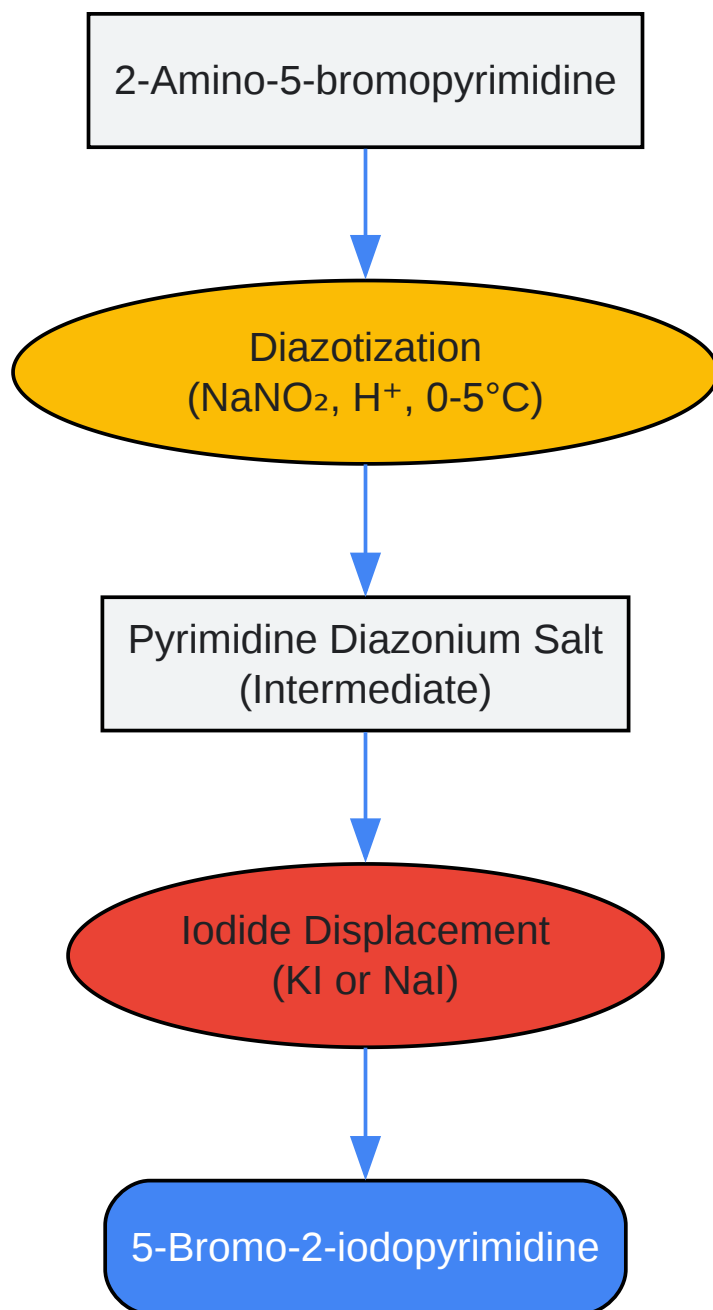 2-Amino-5-bromopyrimidine
Diazotization
(NaNO₂, H⁺, 0-5°C)
Pyrimidine Diazonium Salt
(Intermediate)
Iodide Displacement
(KI or NaI)
5-Bromo-2-iodopyrimidine